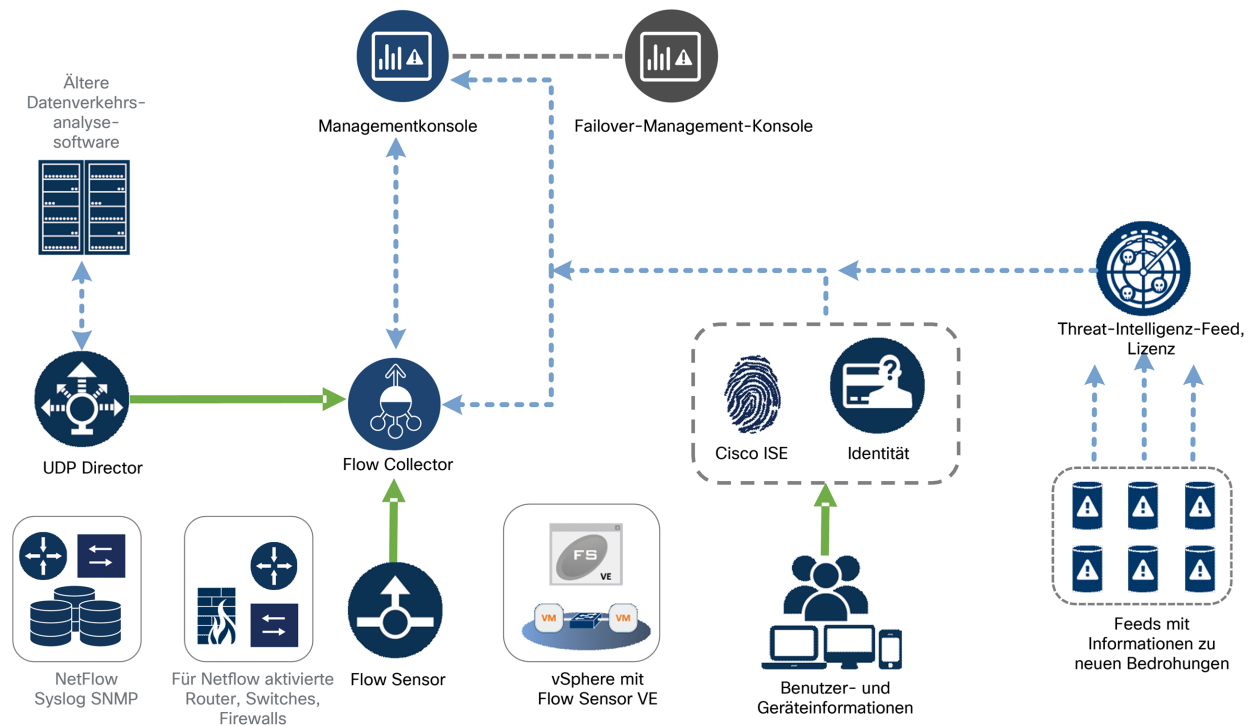 Ältere
Datenverkehrs-
analyse-
software
Managementkonsole
Failover-Management-Konsole
Threat-Intelligenz-Feed,
Lizenz
UDP Director
Flow Collector
?
Cisco ISE
Identität
FS
VE
VM
VM
NetFlow
Syslog SNMP
Für Netflow aktivierte
Router, Switches,
Firewalls
Flow Sensor
vSphere mit
Flow Sensor VE
Benutzer- und
Geräteinformationen
Feeds mit
Informationen zu
neuen Bedrohungen